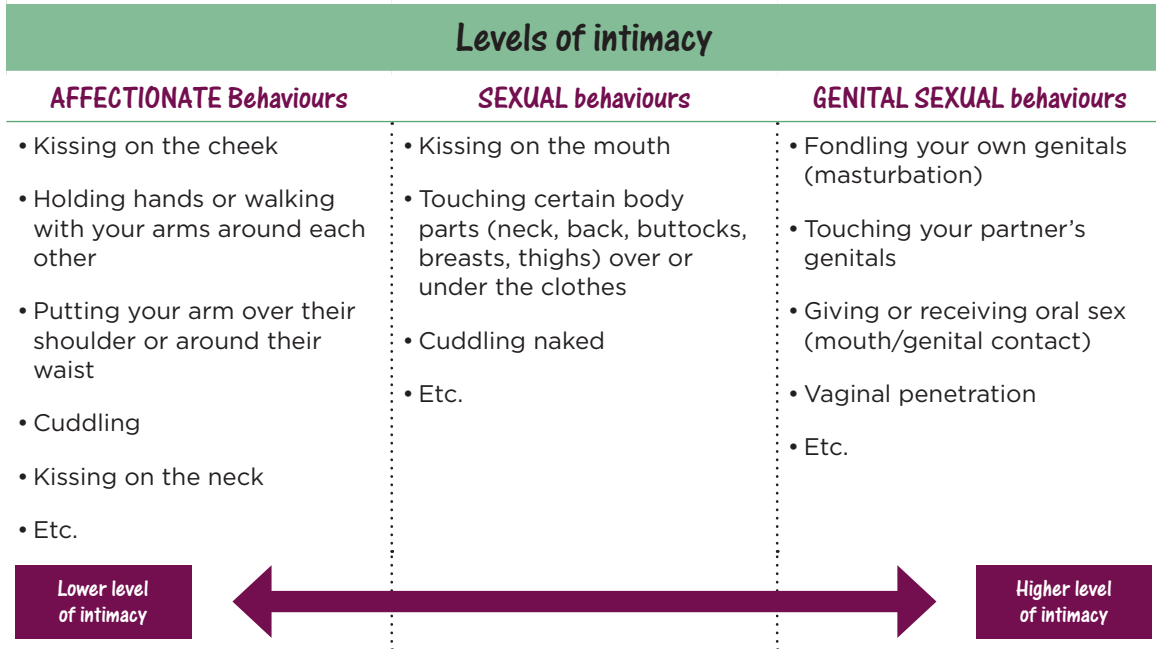 Levels of intimacy
AFFECTIONATE Behaviours
• Kissing on the cheek
• Holding hands or walking
with your arms around each
other
• Putting your arm over their
shoulder or around their
waist
• Cuddling
• Kissing on the neck
• Etc.
SEXUAL behaviours
• Kissing on the mouth
• Touching certain body
parts (neck, back, buttocks,
breasts, thighs) over or
under the clothes
• Cuddling naked
• Etc.
GENITAL SEXUAL behaviours
• Fondling your own genitals
(masturbation)
• Touching your partner’s
genitals
• Giving or receiving oral sex
(mouth/genital contact)
• Vaginal penetration
• Etc.
Lower level
of intimacy
Higher level
of intimacy